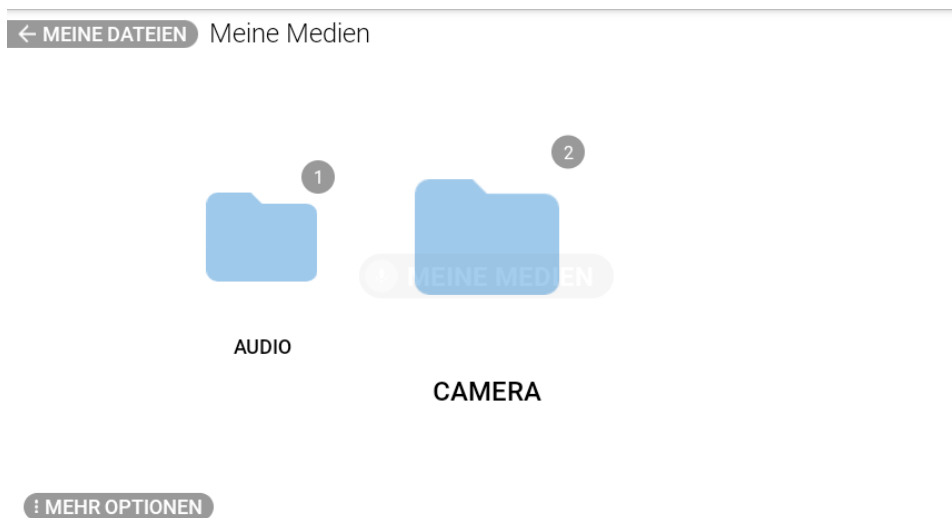 ← MEINE DATEIEN Meine Medien
1
2
MEINE MEDIEN
AUDIO
CAMERA
⋮ MEHR OPTIONEN